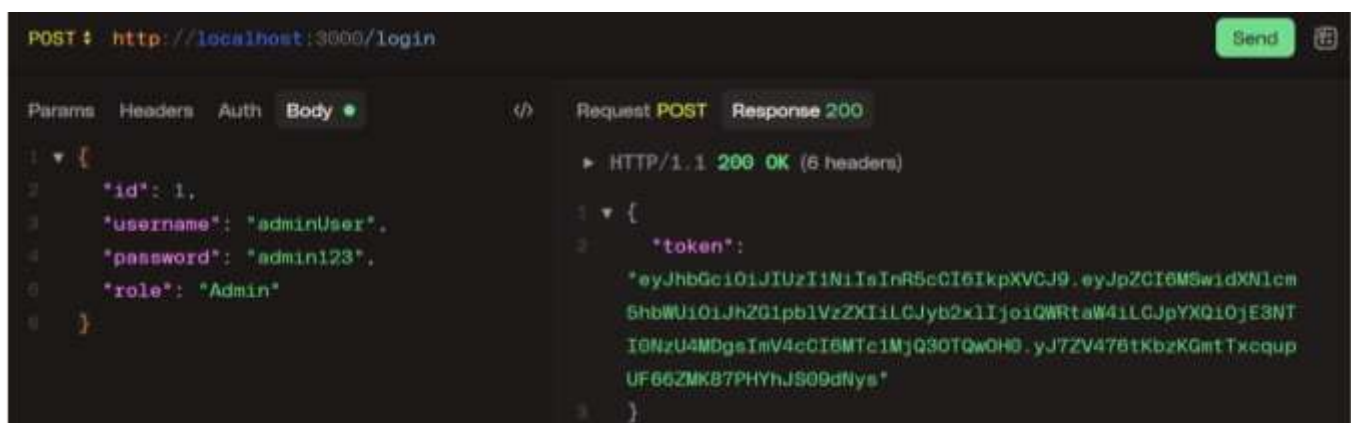 POST http://localhost:3000/login
Send
Params Headers Auth Body
</>
1 {
2 "id": 1,
3 "username": "adminUser",
4 "password": "admin123",
5 "role": "Admin"
6 }
Request POST Response 200
HTTP/1.1 200 OK (6 headers)
1 {
2 "token":
"eyJhbGciOiJIUzI1NiIsInR5cCI6IkpXVCJ9.eyJpZCI6MSwidXNlcm
5hbWUiOiJhZG1pblVzZXIiLCJyb2xlIjoiQWRtaW4iLCJpYXQiOjE3NT
I0NzU4MDgsImV4cCI6MTc1MjQ3OTQwOH0.yJ7ZV476tKbzKGmtTxcqup
UF66ZMK87PHYhJS09dNys"
3 }